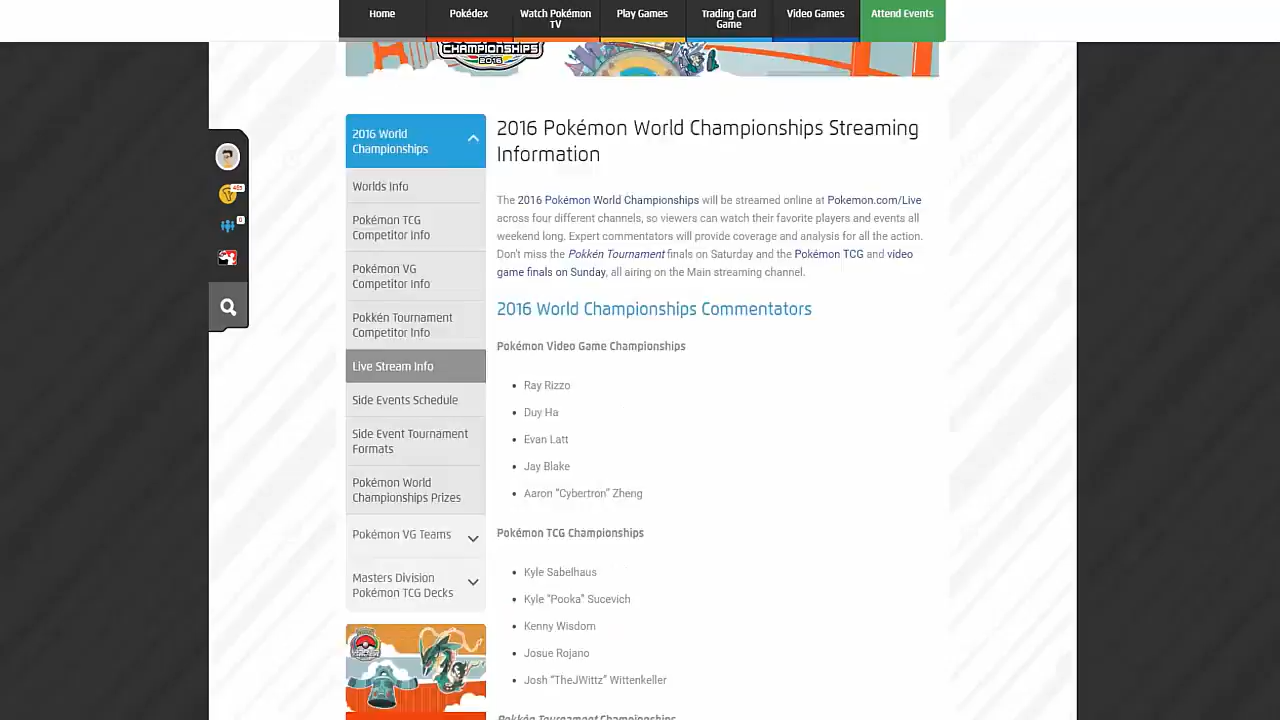 Home
Pokédex
Watch Pokémon
TV
Play Games
Trading Card
Game
Video Games
Attend Events
CHAMPIONSHIPS
2016
2016 World
Championships
Worlds Info
Pokémon TCG
Competitor Info
Pokémon VG
Competitor Info
Pokkén Tournament
Competitor Info
Live Stream Info
Side Events Schedule
Side Event Tournament
Formats
Pokémon World
Championships Prizes
Pokémon VG Teams
Masters Division
Pokémon TCG Decks
2016 Pokémon World Championships Streaming
Information
The 2016 Pokémon World Championships will be streamed online at Pokemon.com/Live
across four different channels, so viewers can watch their favorite players and events all
weekend long. Expert commentators will provide coverage and analysis for all the action.
Don't miss the Pokkén Tournament finals on Saturday and the Pokémon TCG and video
game finals on Sunday, all airing on the Main streaming channel.
2016 World Championships Commentators
Pokémon Video Game Championships
Ray Rizzo
Duy Ha
Evan Latt
Jay Blake
Aaron “Cybertron” Zheng
Pokémon TCG Championships
Kyle Sabelhaus
Kyle "Pooka" Sucevich
Kenny Wisdom
Josue Rojano
Josh “TheJWittz” Wittenkeller
Pokkén Tournament Championships